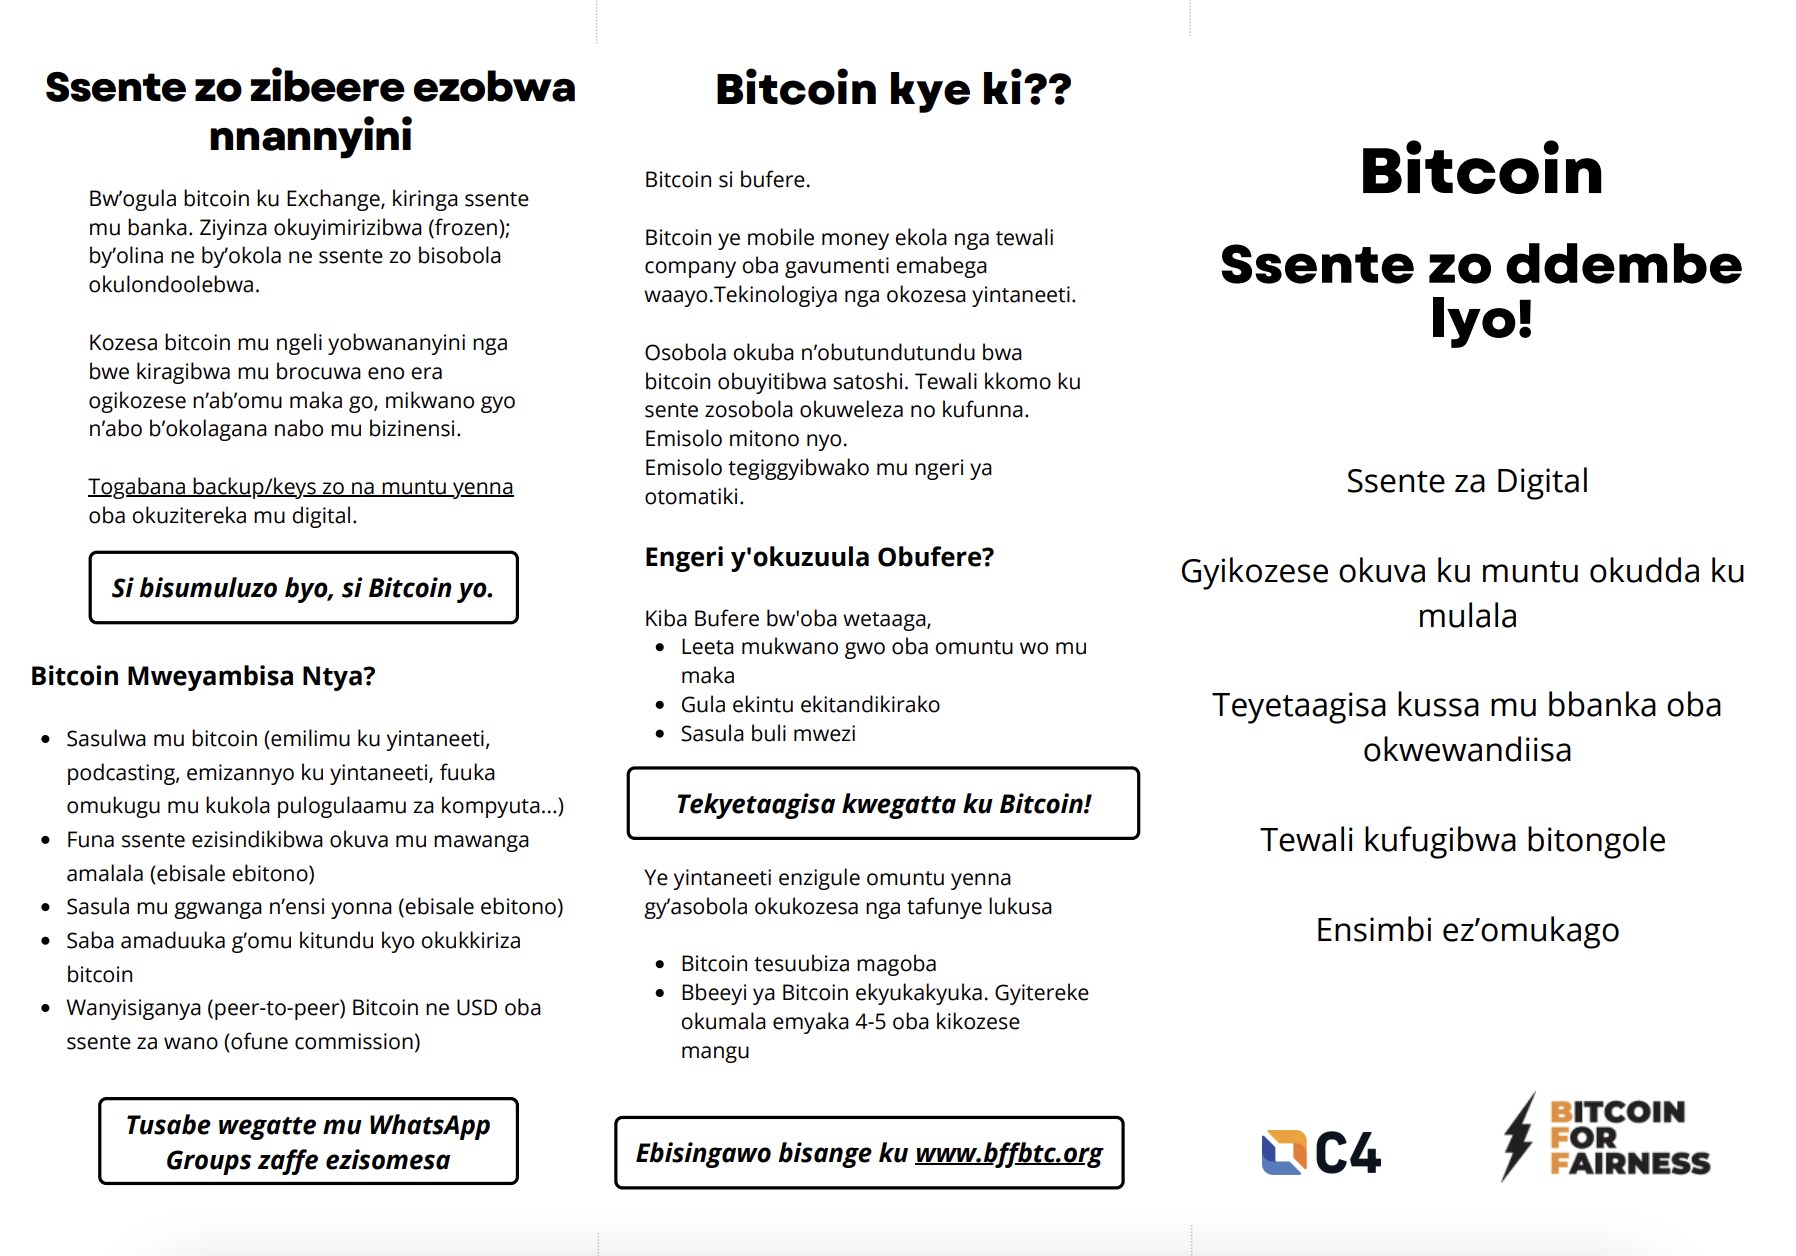 Ssente zo zibeere ezobwa
nnannyini
Bw’ogula bitcoin ku Exchange, kiringa ssente
mu banka. Ziyinza okuyimirizibwa (frozen);
by’olina ne by’okola ne ssente zo bisobola
okulondoolebwa.
Kozesa bitcoin mu ngeli yobwananyini nga
bwe kiragibwa mu brocuwa eno era
ogikozese n’ab’omu maka go, mikwano gyo
n’abo b’okolagana nabo mu bizinensi.
Togabana backup/keys zo na muntu yenna
oba okuzitereka mu digital.
Si bisumuluzo byo, si Bitcoin yo.
Bitcoin Mweyambisa Ntya?
• Sasulwa mu bitcoin (emilimu ku yintaneeti,
podcasting, emizannyo ku yintaneeti, fuuka
omukugu mu kukola pulogulaamu za kompyuta...)
• Funa ssente ezisindikibwa okuva mu mawanga
amalala (ebisale ebitono)
• Sasula mu ggwanga n’ensi yonna (ebisale ebitono)
• Saba amaduuka g’omu kitundu kyo okukkiriza
bitcoin
• Wanyisiganya (peer-to-peer) Bitcoin ne USD oba
ssente za wano (ofune commission)
Tusabe wegatte mu WhatsApp
Groups zaffe ezisomesa
Bitcoin kye ki??
Bitcoin si bufere.
Bitcoin ye mobile money ekola nga tewali
company oba gavumenti emabega
waayo.Tekinologiya nga okozesa yintaneeti.
Osobola okuba n’obutundutundu bwa
bitcoin obuyitibwa satoshi. Tewali kkomo ku
sente zosobola okuweleza no kufunna.
Emisolo mitono nyo.
Emisolo tegiggyibwako mu ngeri ya
otomatiki.
Engeri y'okuzuula Obufere?
Kiba Bufere bw'oba wetaaga,
• Leeta mukwano gwo oba omuntu wo mu
maka
• Gula ekintu ekitandikirako
• Sasula buli mwezi
Tekyetaagisa kwegatta ku Bitcoin!
Ye yintaneeti enzigule omuntu yenna
gy’asobola okukozesa nga tafunye lukusa
• Bitcoin tesuubiza magoba
• Bbeeyi ya Bitcoin ekyukakyuka. Gyitereke
okumala emyaka 4-5 oba kikozese
mangu
Ebisingawo bisange ku www.bffbtc.org
Bitcoin
Ssente zo ddembe
lyo!
Ssente za Digital
Gyikozese okuva ku muntu okudda ku
mulala
Teyetaagisa kussa mu bbanka oba
okwewandiisa
Tewali kufugibwa bitongole
Ensimbi ez’omukago
C4
BITCOIN
FOR
FAIRNESS